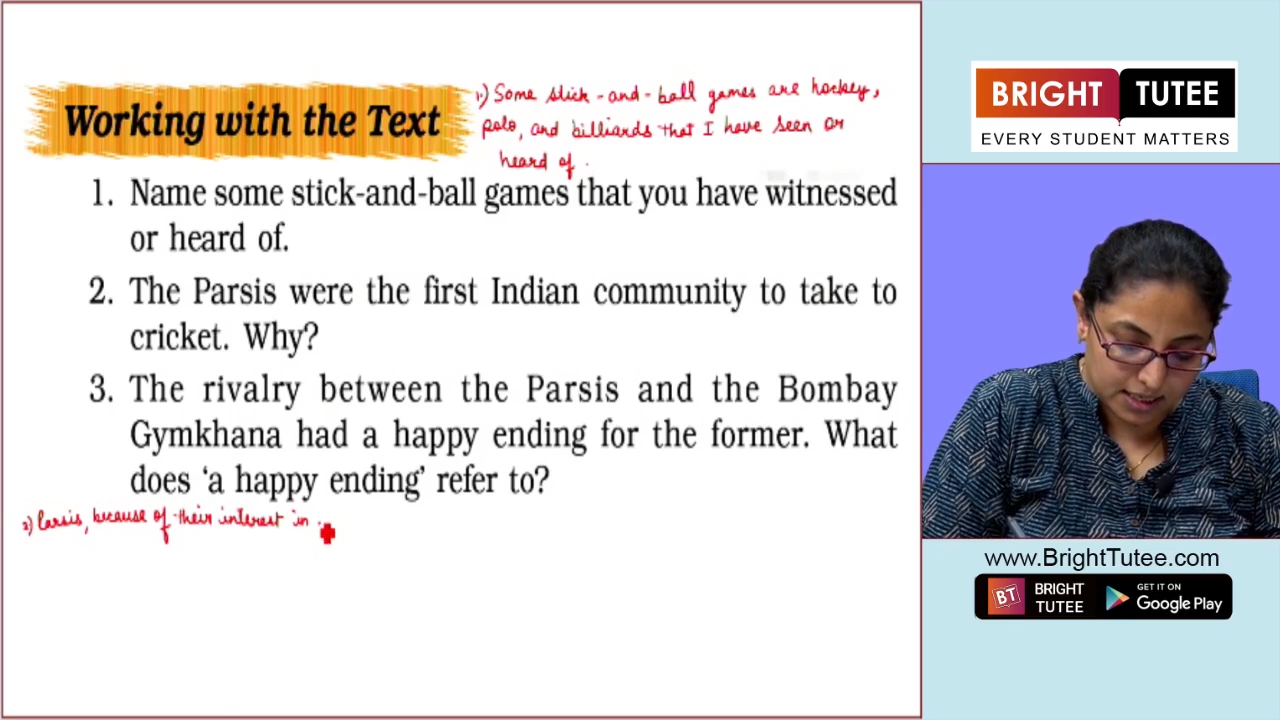 Working with the Text
1.) Some stick-and-ball games are hockey,
polo, and billiards that I have seen or
heard of.
1. Name some stick-and-ball games that you have witnessed
or heard of.
2. The Parsis were the first Indian community to take to
cricket. Why?
3. The rivalry between the Parsis and the Bombay
Gymkhana had a happy ending for the former. What
does ‘a happy ending’ refer to?
2) Parsis, because of their interest in
BRIGHT TUTEE
EVERY STUDENT MATTERS
www.BrightTutee.com
BT
BRIGHT
TUTEE
GET IT ON
Google Play